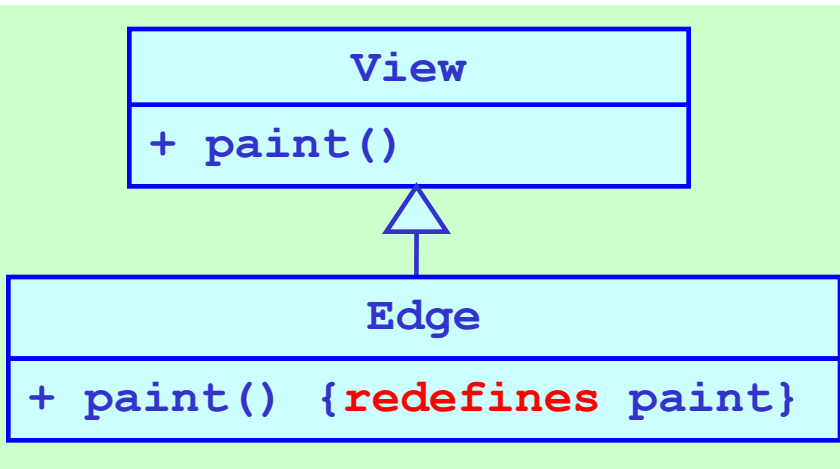 View
+ paint()
Edge
+ paint() {redefines paint}